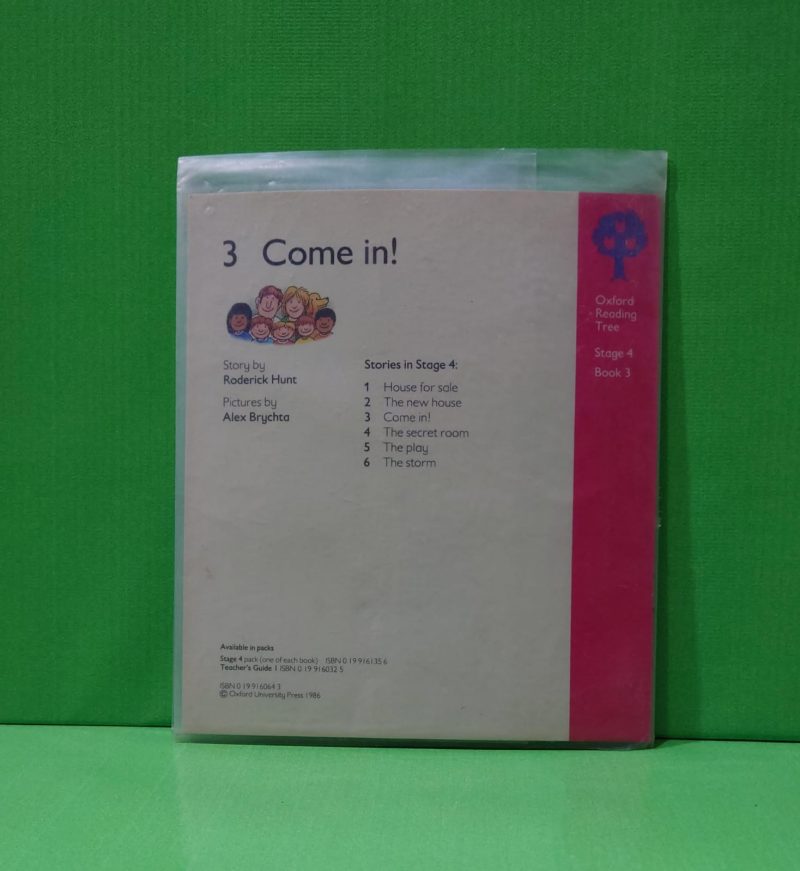 3 Come in!
Story by
Roderick Hunt
Pictures by
Alex Brychta
Stories in Stage 4:
1 House for sale
2 The new house
3 Come in!
4 The secret room
5 The play
6 The storm
Available in packs
Stage 4 pack (one of each book) ISBN 0 19 916135 6
Teacher's Guide 1 ISBN 0 19 916032 5
ISBN 0 19 916064 3
© Oxford University Press 1986
Oxford
Reading
Tree
Stage 4
Book 3